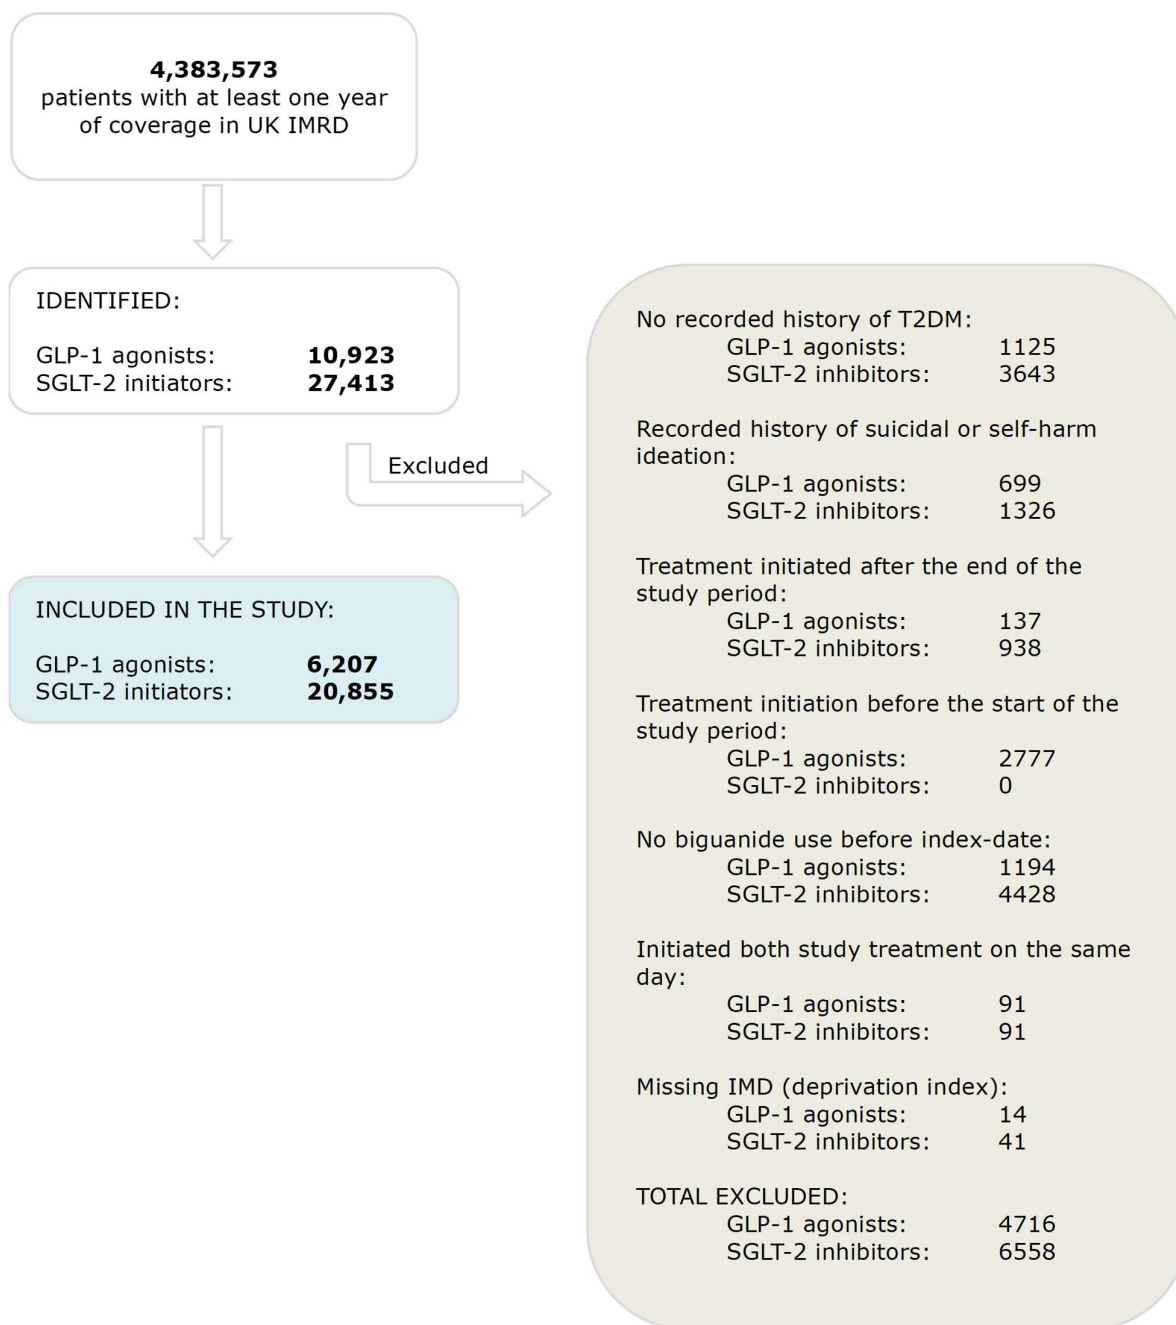 4,383,573
patients with at least one year
of coverage in UK IMRD
IDENTIFIED:
GLP-1 agonists: 10,923
SGLT-2 initiators: 27,413
Excluded
INCLUDED IN THE STUDY:
GLP-1 agonists: 6,207
SGLT-2 initiators: 20,855
No recorded history of T2DM:
GLP-1 agonists: 1125
SGLT-2 inhibitors: 3643
Recorded history of suicidal or self-harm
ideation:
GLP-1 agonists: 699
SGLT-2 inhibitors: 1326
Treatment initiated after the end of the
study period:
GLP-1 agonists: 137
SGLT-2 inhibitors: 938
Treatment initiation before the start of the
study period:
GLP-1 agonists: 2777
SGLT-2 inhibitors: 0
No biguanide use before index-date:
GLP-1 agonists: 1194
SGLT-2 inhibitors: 4428
Initiated both study treatment on the same
day:
GLP-1 agonists: 91
SGLT-2 inhibitors: 91
Missing IMD (deprivation index):
GLP-1 agonists: 14
SGLT-2 inhibitors: 41
TOTAL EXCLUDED:
GLP-1 agonists: 4716
SGLT-2 inhibitors: 6558